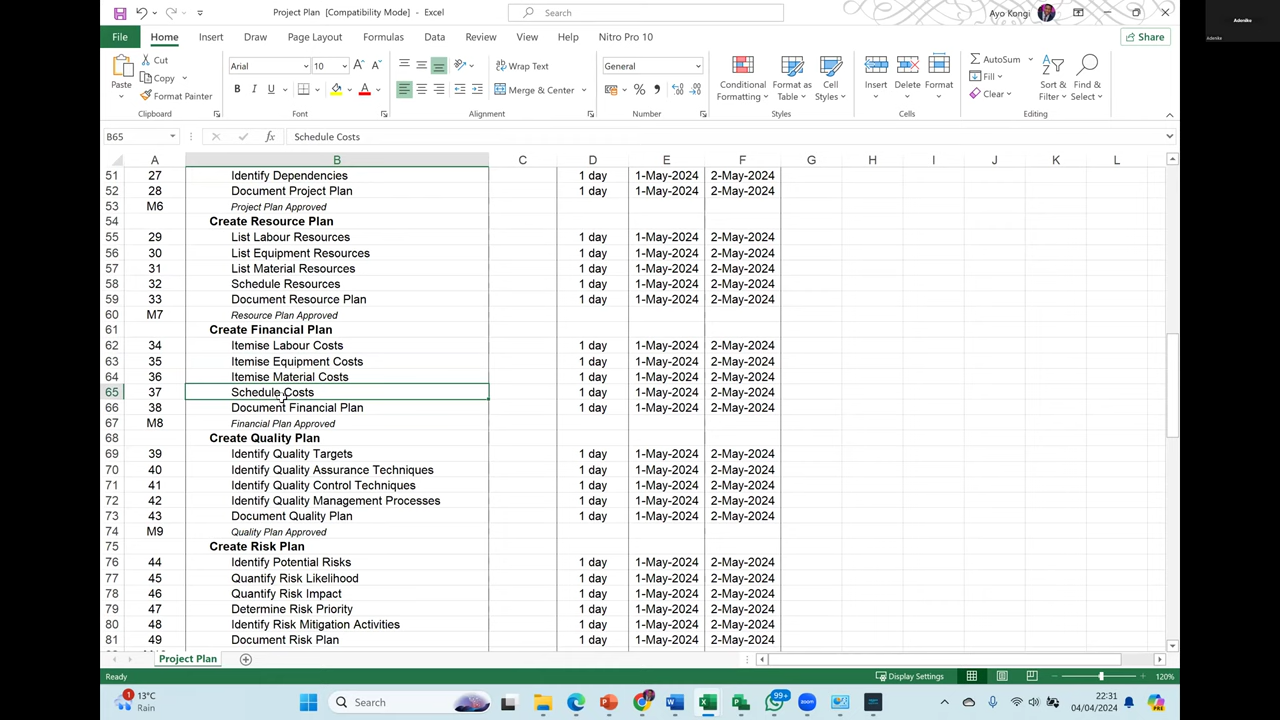 Project Plan [Compatibility Mode] - Excel
Search
Ayo Kongi
Adenike
Adenike
File Home Insert Draw Page Layout Formulas Data Review View Help Nitro Pro 10 Share
Paste Cut Copy Format Painter
Arial 10 A A B I U A
Wrap Text Merge & Center
General % ,
Conditional Formatting Format as Table Cell Styles
Insert Delete Format
AutoSum Fill Clear Sort & Filter Find & Select
Clipboard Font Alignment Number Styles Cells Editing
B65 fx Schedule Costs
A B C D E F G H I J K L
51 27 Identify Dependencies 1 day 1-May-2024 2-May-2024
52 28 Document Project Plan 1 day 1-May-2024 2-May-2024
53 M6 Project Plan Approved
54 Create Resource Plan
55 29 List Labour Resources 1 day 1-May-2024 2-May-2024
56 30 List Equipment Resources 1 day 1-May-2024 2-May-2024
57 31 List Material Resources 1 day 1-May-2024 2-May-2024
58 32 Schedule Resources 1 day 1-May-2024 2-May-2024
59 33 Document Resource Plan 1 day 1-May-2024 2-May-2024
60 M7 Resource Plan Approved
61 Create Financial Plan
62 34 Itemise Labour Costs 1 day 1-May-2024 2-May-2024
63 35 Itemise Equipment Costs 1 day 1-May-2024 2-May-2024
64 36 Itemise Material Costs 1 day 1-May-2024 2-May-2024
65 37 Schedule Costs 1 day 1-May-2024 2-May-2024
66 38 Document Financial Plan 1 day 1-May-2024 2-May-2024
67 M8 Financial Plan Approved
68 Create Quality Plan
69 39 Identify Quality Targets 1 day 1-May-2024 2-May-2024
70 40 Identify Quality Assurance Techniques 1 day 1-May-2024 2-May-2024
71 41 Identify Quality Control Techniques 1 day 1-May-2024 2-May-2024
72 42 Identify Quality Management Processes 1 day 1-May-2024 2-May-2024
73 43 Document Quality Plan 1 day 1-May-2024 2-May-2024
74 M9 Quality Plan Approved
75 Create Risk Plan
76 44 Identify Potential Risks 1 day 1-May-2024 2-May-2024
77 45 Quantify Risk Likelihood 1 day 1-May-2024 2-May-2024
78 46 Quantify Risk Impact 1 day 1-May-2024 2-May-2024
79 47 Determine Risk Priority 1 day 1-May-2024 2-May-2024
80 48 Identify Risk Mitigation Activities 1 day 1-May-2024 2-May-2024
81 49 Document Risk Plan 1 day 1-May-2024 2-May-2024
Project Plan
Ready Display Settings 120%
1 13°C Rain Search 99+ zoom 22:31 04/04/2024